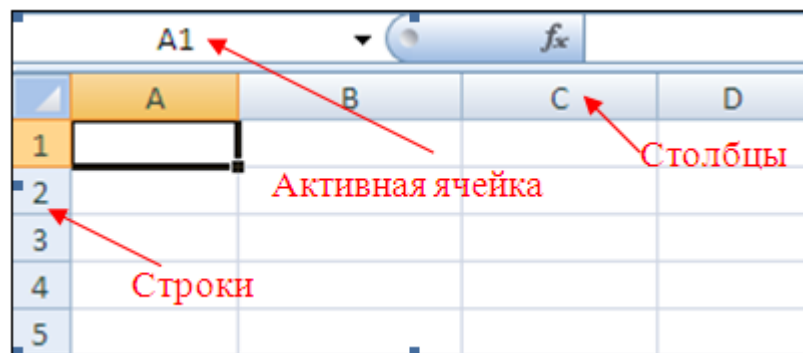 A1 fx
A B C D
1
Столбцы
2
Активная ячейка
3
4
Строки
5